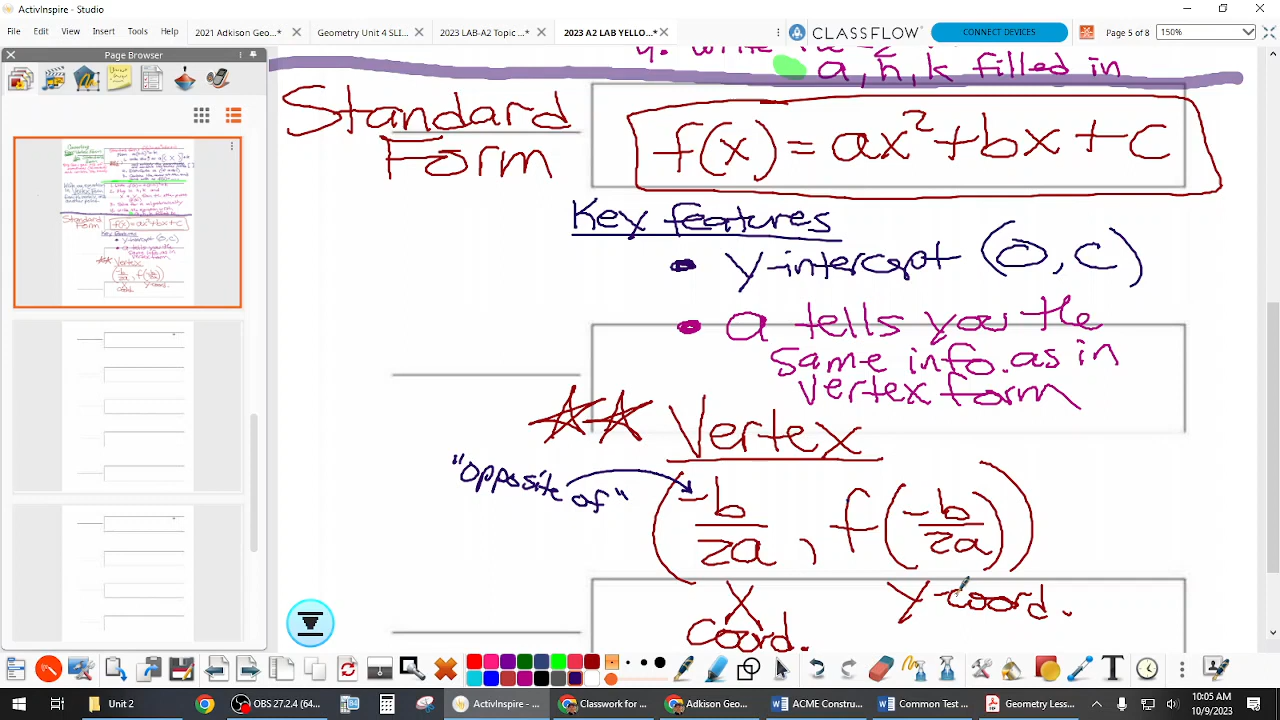 ActivInspire - Studio
File Edit View Insert Tools Help
2021 Adkison Geo...* Geometry Unit 2SLI...* 2023 LAB-A2 Topic ...* 2023 A2 LAB YELLO...*
CLASSFLOW CONNECT DEVICES Page 5 of 8 150%
Page Browser
a, h, k filled in
Standard
Form
f(x) = ax²+bx+c
Key features
• y-intercept (0, c)
• a tells you the
same info. as in
vertex form
Vertex
"opposite
of"
(-b/2a, f(-b/2a))
x
coord.
y-coord.
Unit 2
OBS 27.2.4 (64...
ActivInspire - Stu...
Classwork for ...
Adkison Geom...
ACME Constru...
Common Test ...
Geometry Less...
10:05 AM
10/9/2023